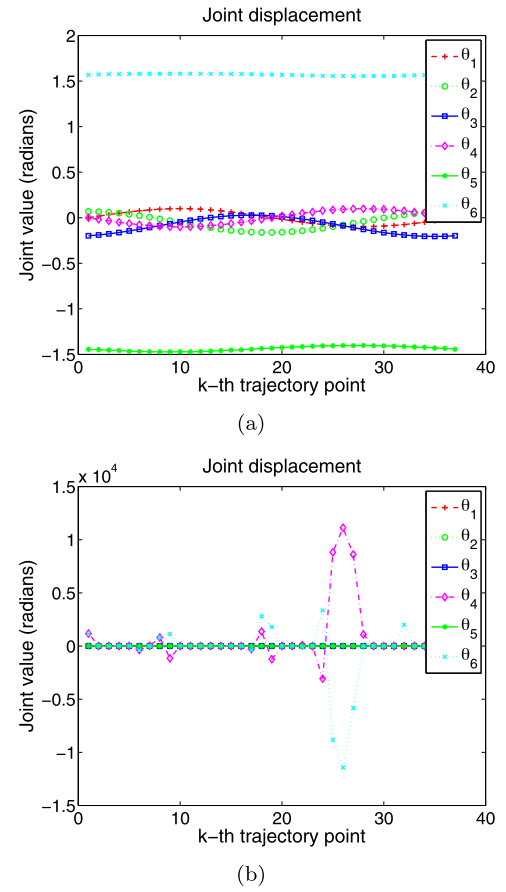 Joint displacement
2
1.5
1
0.5
0
−0.5
−1
−1.5
Joint value (radians)
0
10
20
30
40
k−th trajectory point
θ1
θ2
θ3
θ4
θ5
θ6
(a)
Joint displacement
x 10^4
1.5
1
0.5
0
−0.5
−1
−1.5
Joint value (radians)
0
10
20
30
40
k−th trajectory point
θ1
θ2
θ3
θ4
θ5
θ6
(b)